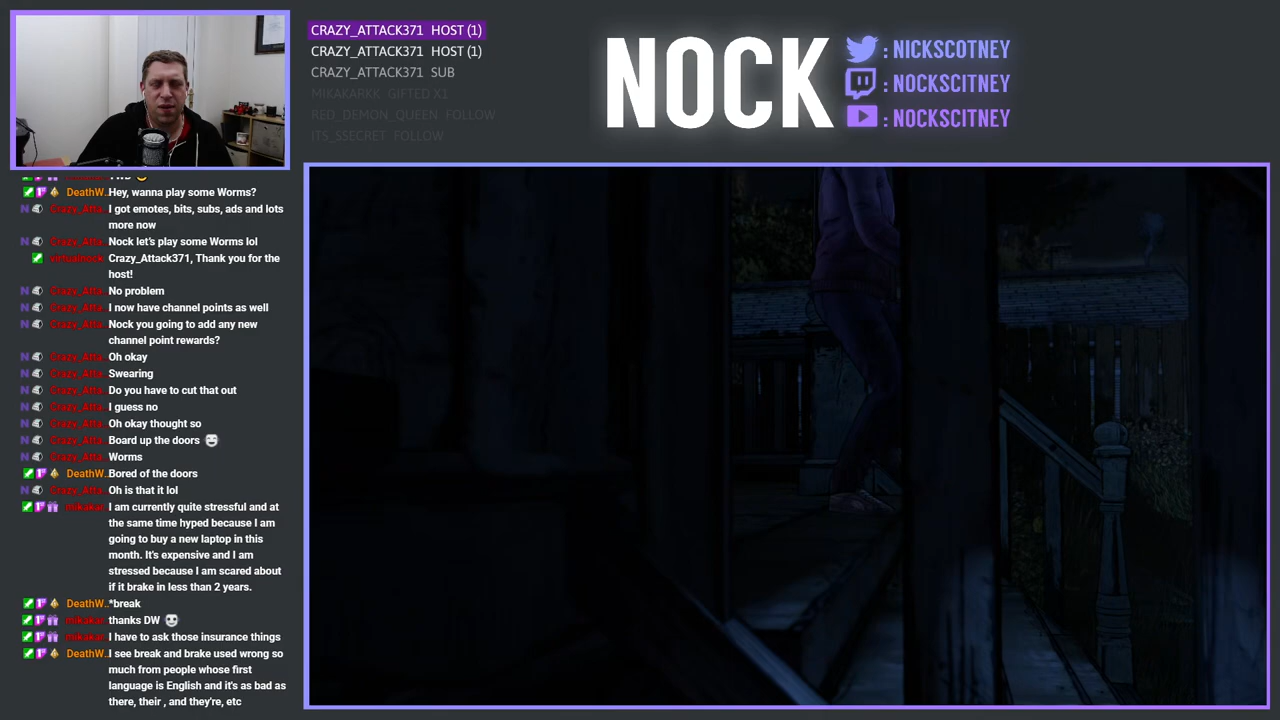 CRAZY_ATTACK371 HOST (1)
CRAZY_ATTACK371 HOST (1)
CRAZY_ATTACK371 SUB
MIKAKARKK GIFTED X1
RED_DEMON_QUEEN FOLLOW
ITS_SSECRET FOLLOW
NOCK
: NICKSCOTNEY
: NOCKSCITNEY
: NOCKSCITNEY
DeathW.. Hey, wanna play some Worms?
Crazy_Atta.. I got emotes, bits, subs, ads and lots
more now
Crazy_Atta.. Nock let's play some Worms lol
virtualnock Crazy_Attack371, Thank you for the
host!
Crazy_Atta.. No problem
Crazy_Atta.. I now have channel points as well
Crazy_Atta.. Nock you going to add any new
channel point rewards?
Crazy_Atta.. Oh okay
Crazy_Atta.. Swearing
Crazy_Atta.. Do you have to cut that out
Crazy_Atta.. I guess no
Crazy_Atta.. Oh okay thought so
Crazy_Atta.. Board up the doors
Crazy_Atta.. Worms
DeathW.. Bored of the doors
Crazy_Atta.. Oh is that it lol
mikakar.. I am currently quite stressful and at
the same time hyped because I am
going to buy a new laptop in this
month. It's expensive and I am
stressed because I am scared about
if it brake in less than 2 years.
DeathW.. *break
mikakar.. thanks DW
mikakar.. I have to ask those insurance things
DeathW.. I see break and brake used wrong so
much from people whose first
language is English and it's as bad as
there, their , and they're, etc